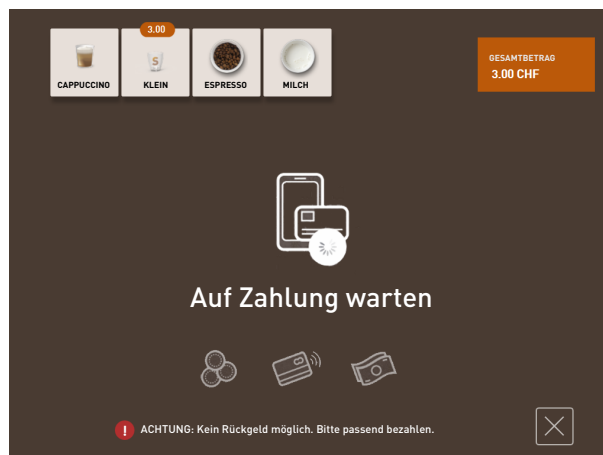 3.00
S
CAPPUCCINO
KLEIN
ESPRESSO
MILCH
GESAMTBETRAG
3.00 CHF
Auf Zahlung warten
! ACHTUNG: Kein Rückgeld möglich. Bitte passend bezahlen.